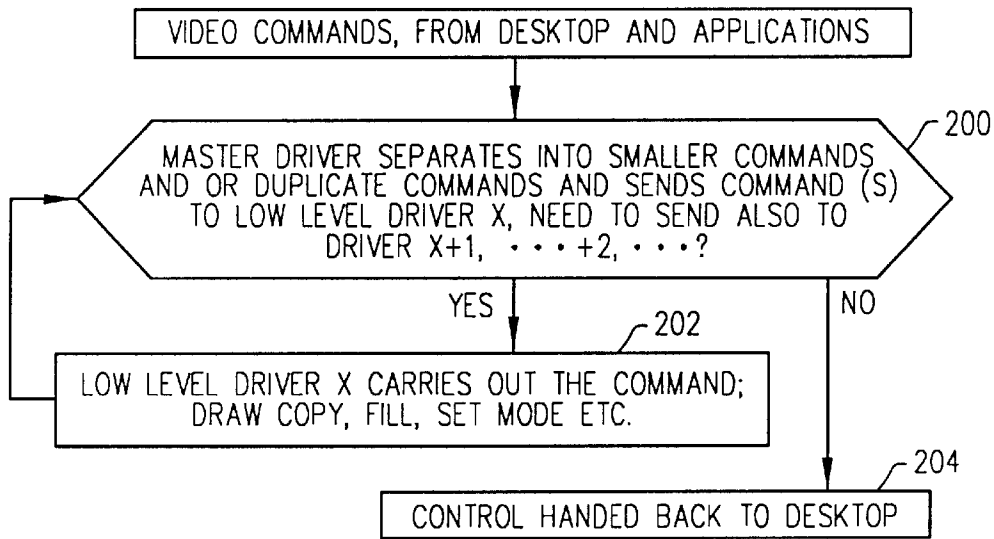 VIDEO COMMANDS, FROM DESKTOP AND APPLICATIONS
200
MASTER DRIVER SEPARATES INTO SMALLER COMMANDS
AND OR DUPLICATE COMMANDS AND SENDS COMMAND (S)
TO LOW LEVEL DRIVER X, NEED TO SEND ALSO TO
DRIVER X+1, • • • +2, • • • ?
YES
NO
202
LOW LEVEL DRIVER X CARRIES OUT THE COMMAND;
DRAW COPY, FILL, SET MODE ETC.
204
CONTROL HANDED BACK TO DESKTOP